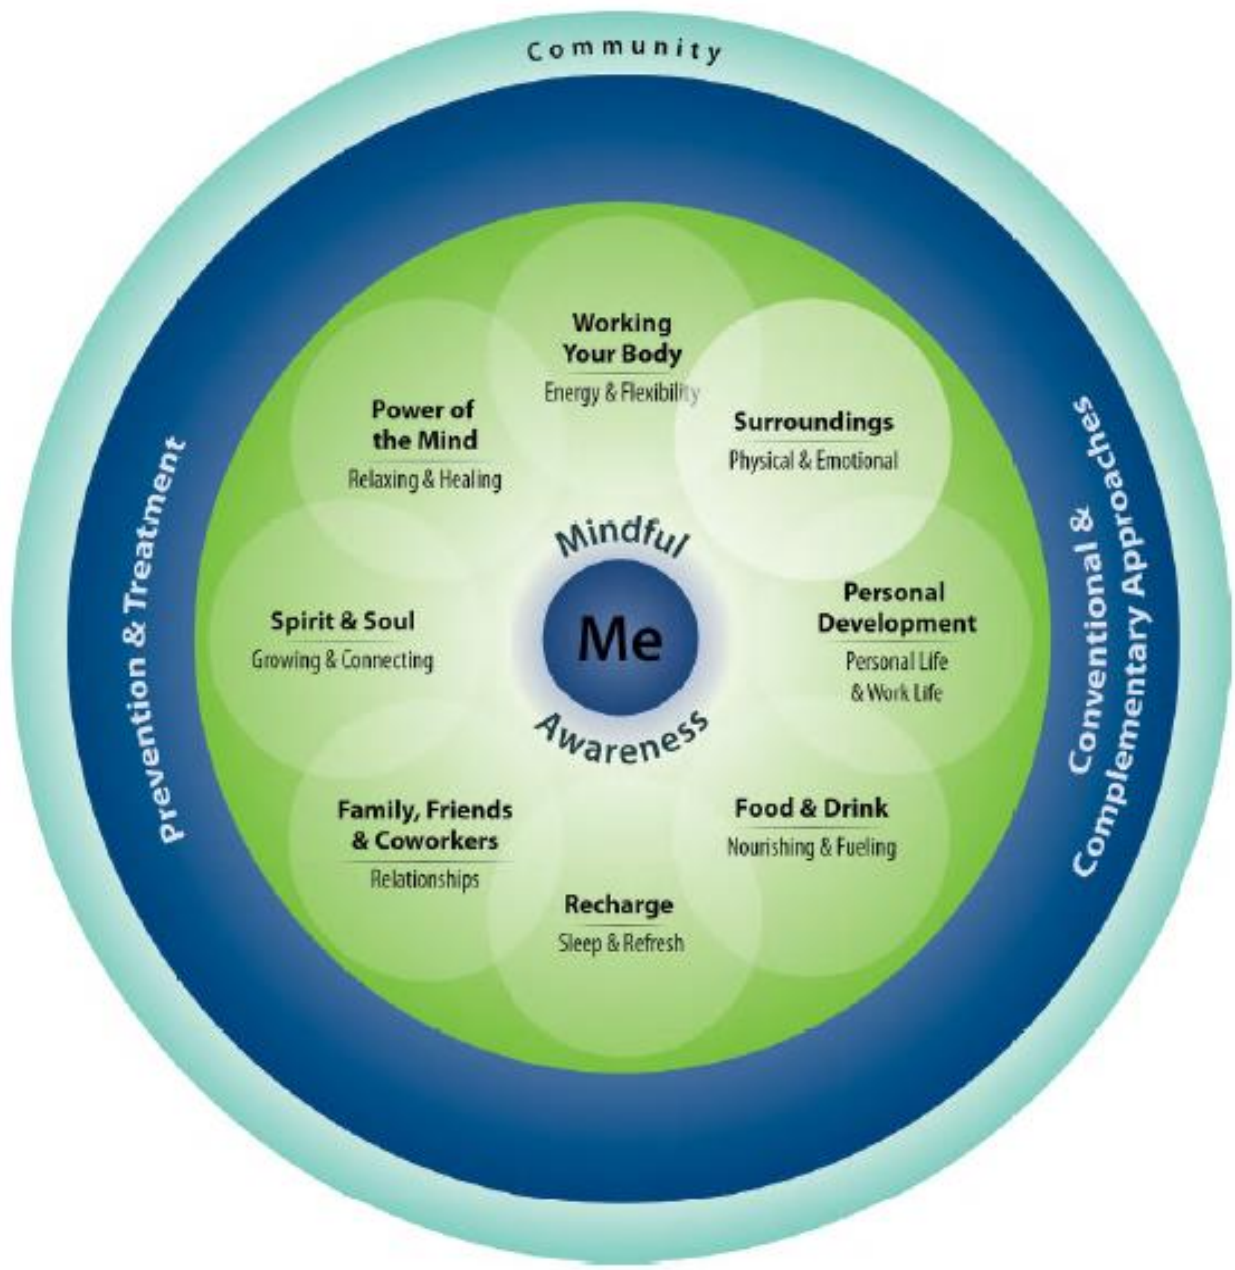 Community
Prevention & Treatment
Conventional &
Complementary Approaches
Working
Your Body
Energy & Flexibility
Surroundings
Physical & Emotional
Personal
Development
Personal Life
& Work Life
Food & Drink
Nourishing & Fueling
Recharge
Sleep & Refresh
Family, Friends
& Coworkers
Relationships
Spirit & Soul
Growing & Connecting
Power of
the Mind
Relaxing & Healing
Mindful
Me
Awareness